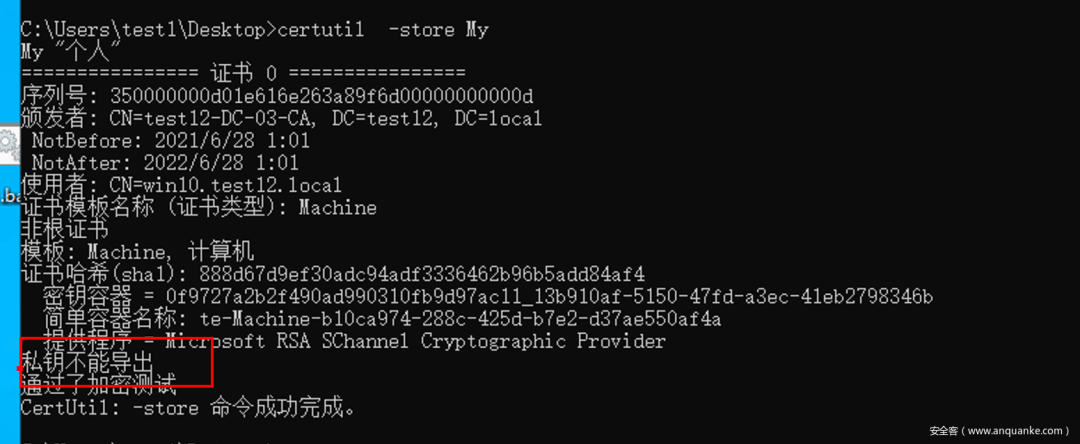 C:\Users\test1\Desktop>certutil  -store My
My "个人"
================ 证书 0 ================
序列号: 350000000d01e616e263a89f6d00000000000d
颁发者: CN=test12-DC-03-CA, DC=test12, DC=local
 NotBefore: 2021/6/28 1:01
 NotAfter: 2022/6/28 1:01
使用者: CN=win10.test12.local
证书模板名称 (证书类型): Machine
非根证书
模板: Machine, 计算机
证书哈希(sha1): 888d67d9ef30adc94adf3336462b96b5add84af4
  密钥容器 = 0f9727a2b2f490ad990310fb9d97ac11_13b910af-5150-47fd-a3ec-41eb2798346b
  简单容器名称: te-Machine-b10ca974-288c-425d-b7e2-d37ae550af4a
  提供程序 = Microsoft RSA SChannel Cryptographic Provider
私钥不能导出
通过了加密测试
CertUtil: -store 命令成功完成。
.ba
安全客（www.anquanke.com）